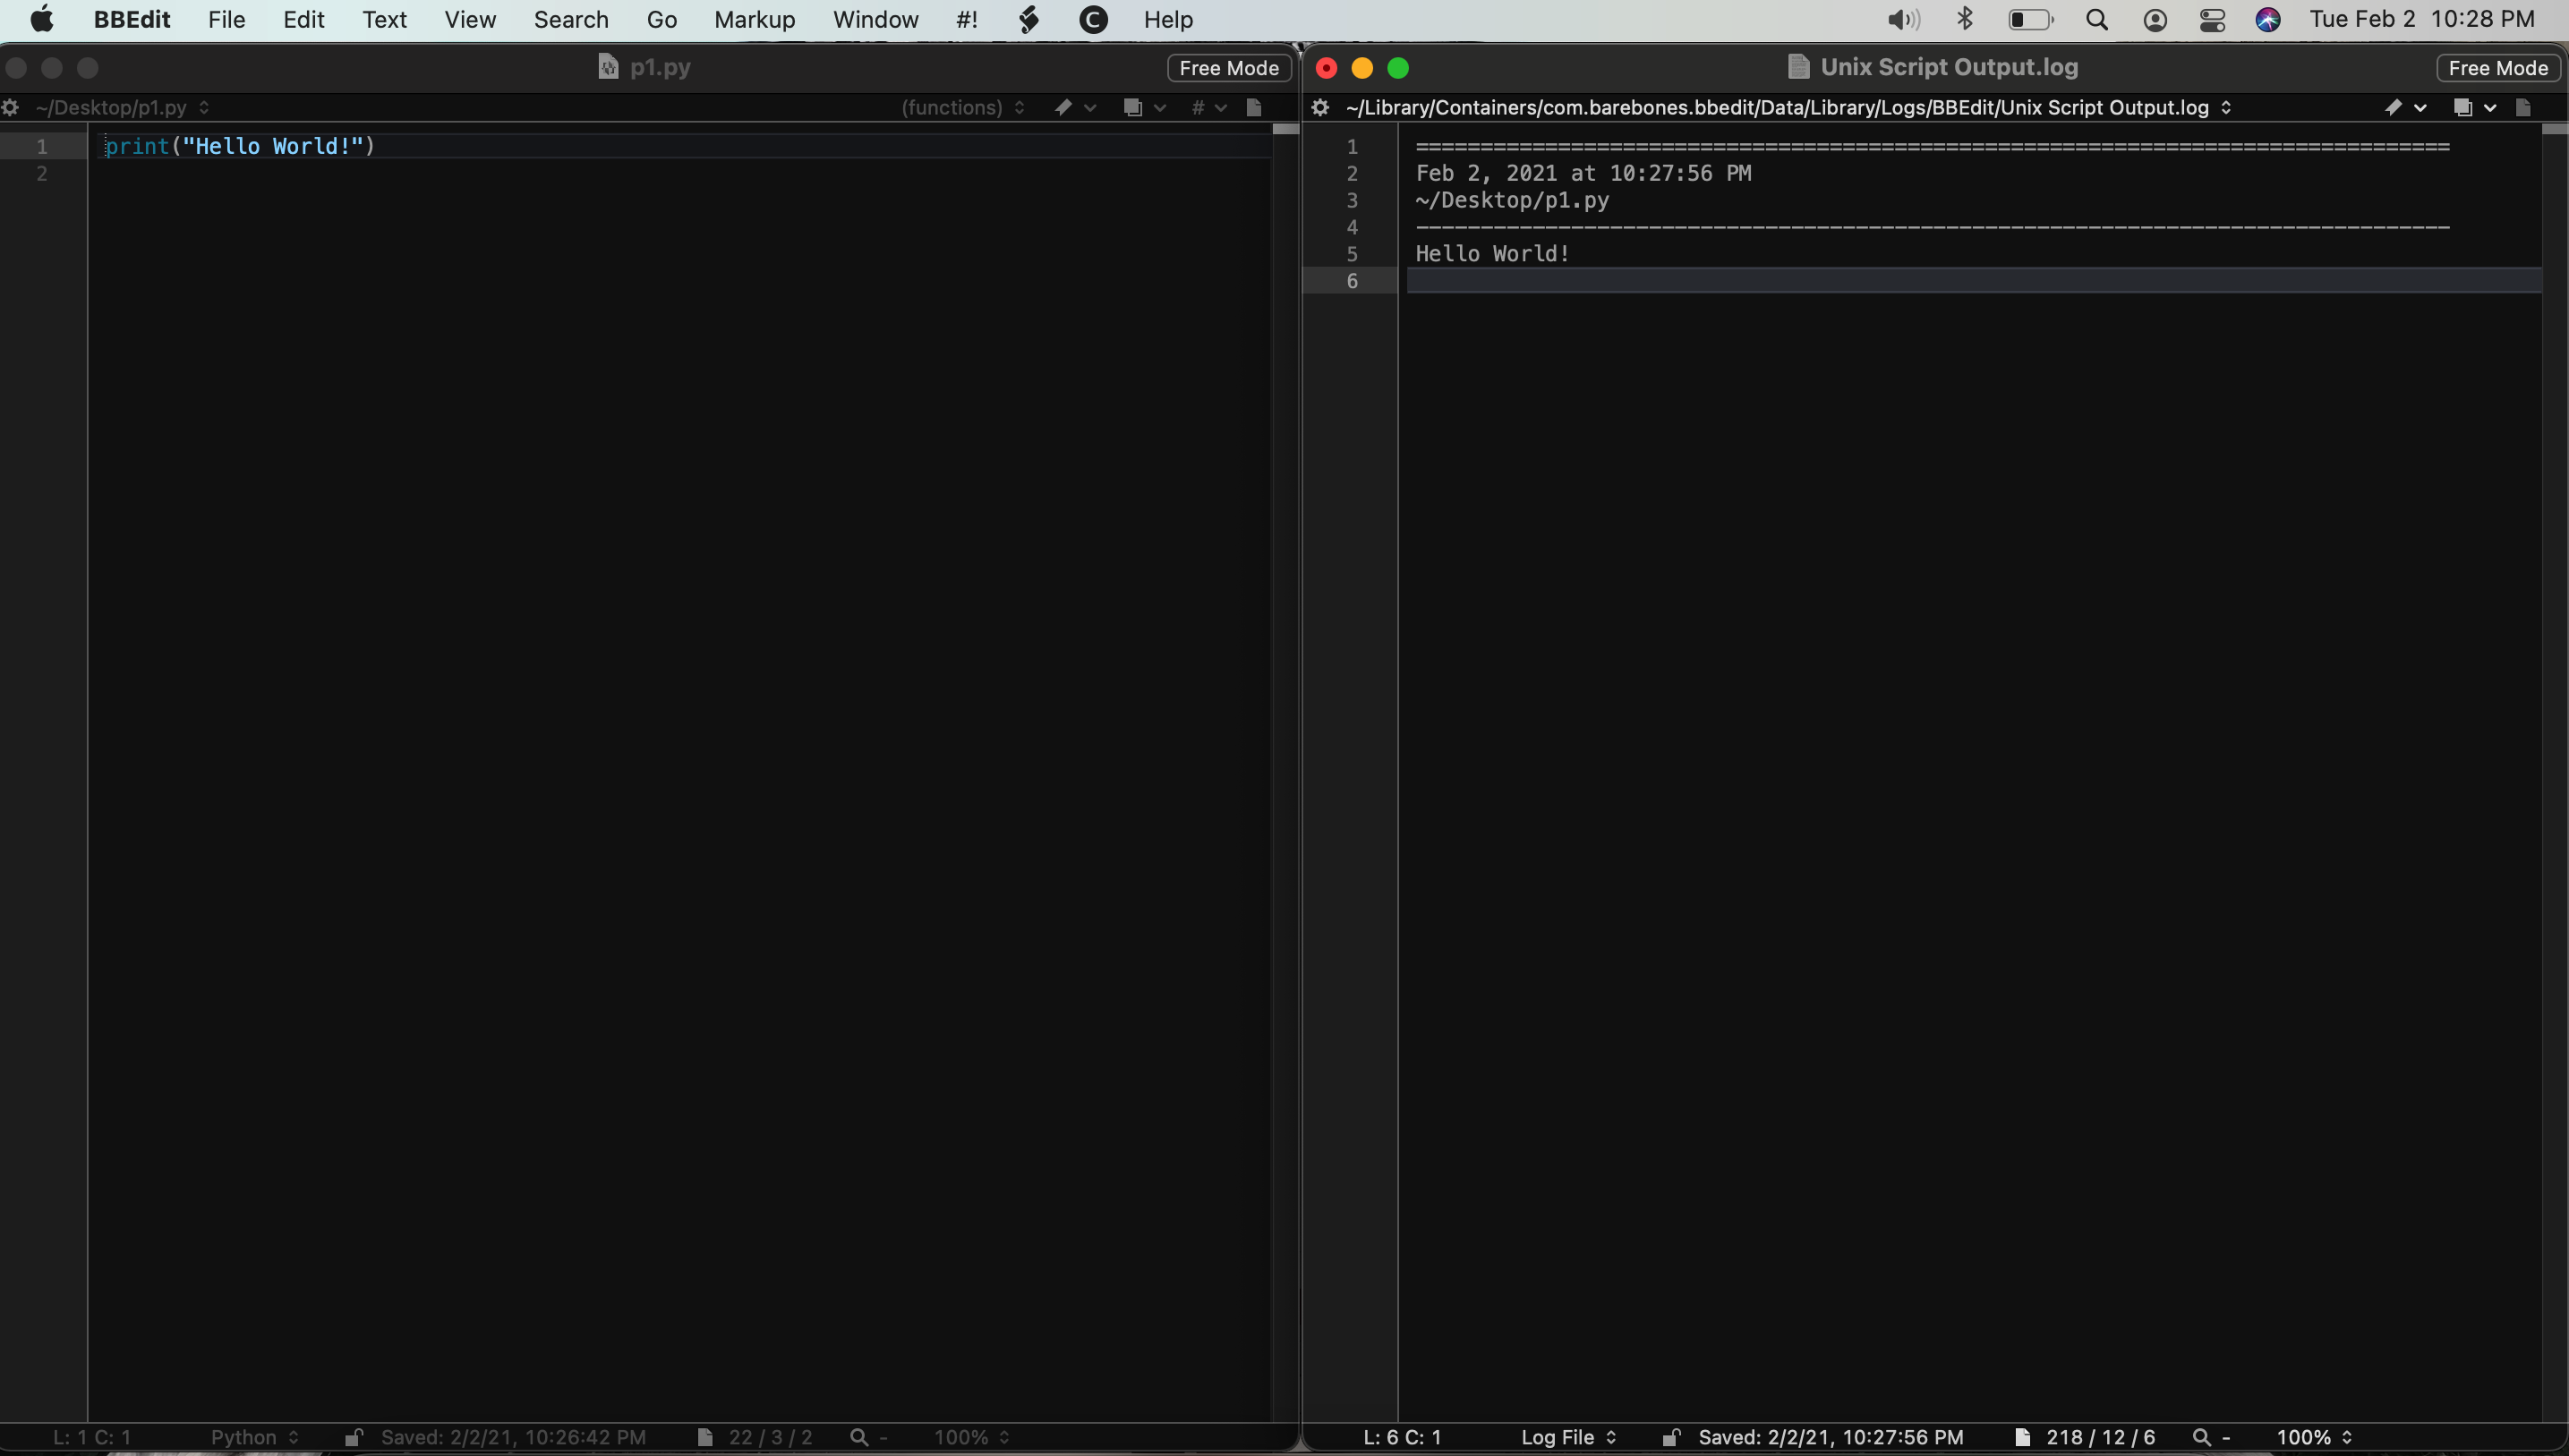 BBEdit File Edit Text View Search Go Markup Window #! C Help Tue Feb 2 10:28 PM
p1.py Free Mode
~/Desktop/p1.py (functions) #
1 print("Hello World!")
2
L: 1 C: 1 Python Saved: 2/2/21, 10:26:42 PM 22 / 3 / 2 - 100%
Unix Script Output.log Free Mode
~/Library/Containers/com.barebones.bbedit/Data/Library/Logs/BBEdit/Unix Script Output.log
1 ================================================================================
2 Feb 2, 2021 at 10:27:56 PM
3 ~/Desktop/p1.py
4 --------------------------------------------------------------------------------
5 Hello World!
6
L: 6 C: 1 Log File Saved: 2/2/21, 10:27:56 PM 218 / 12 / 6 - 100%